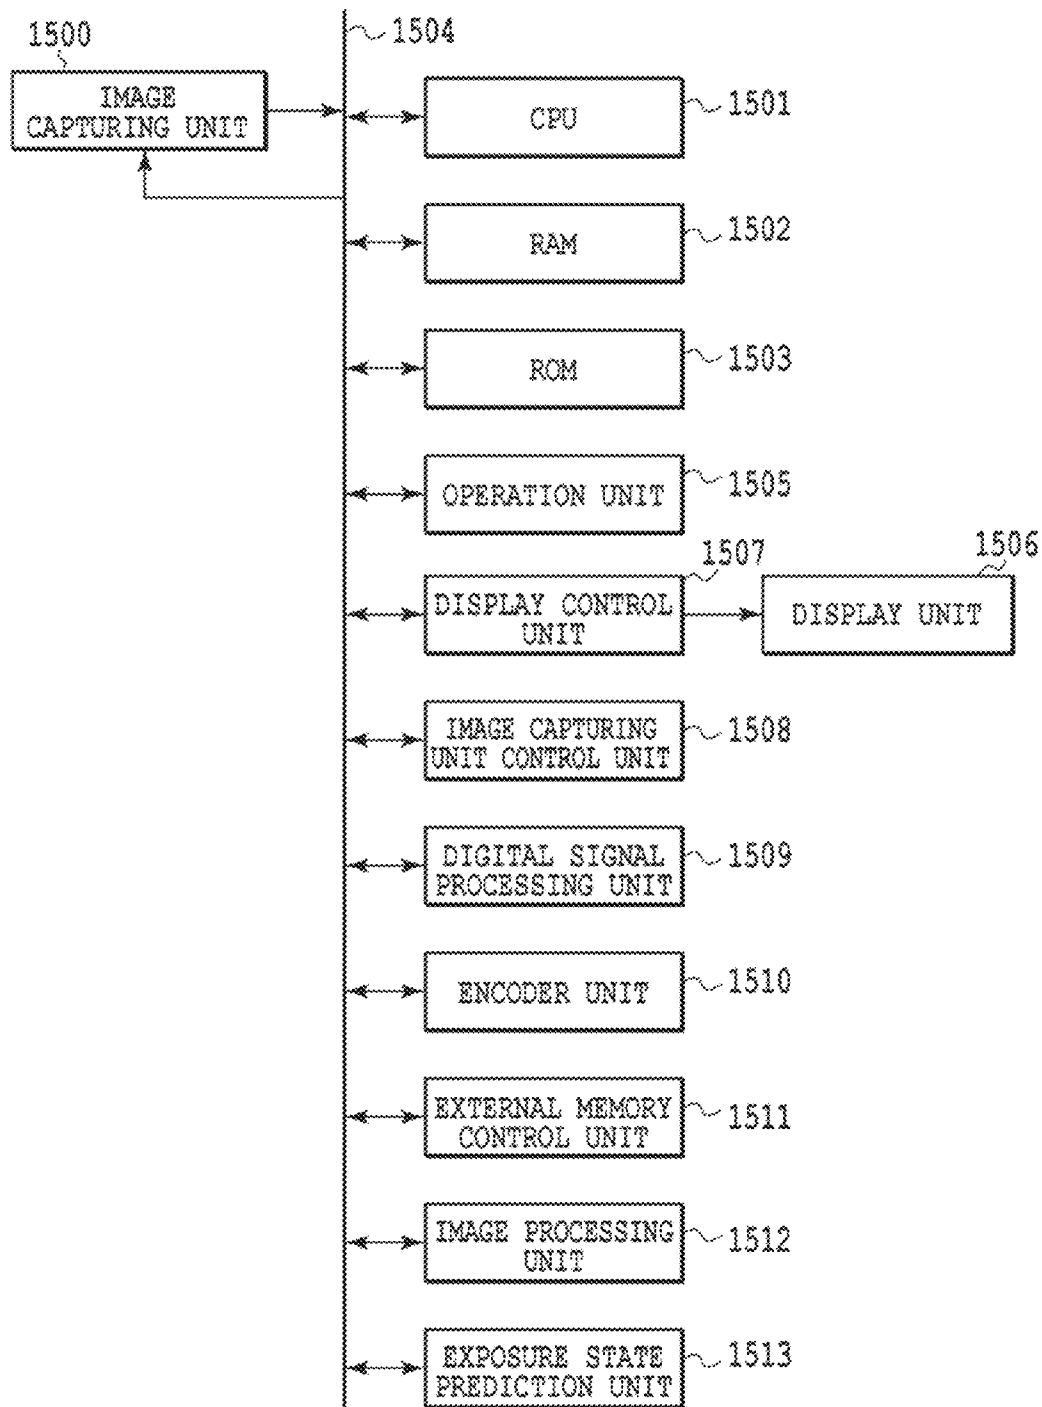 1500
1504
IMAGE
CAPTURING UNIT
CPU
1501
RAM
1502
ROM
1503
OPERATION UNIT
1505
1507
1506
DISPLAY CONTROL
UNIT
DISPLAY UNIT
IMAGE CAPTURING
UNIT CONTROL UNIT
1508
DIGITAL SIGNAL
PROCESSING UNIT
1509
ENCODER UNIT
1510
EXTERNAL MEMORY
CONTROL UNIT
1511
IMAGE PROCESSING
UNIT
1512
EXPOSURE STATE
PREDICTION UNIT
1513